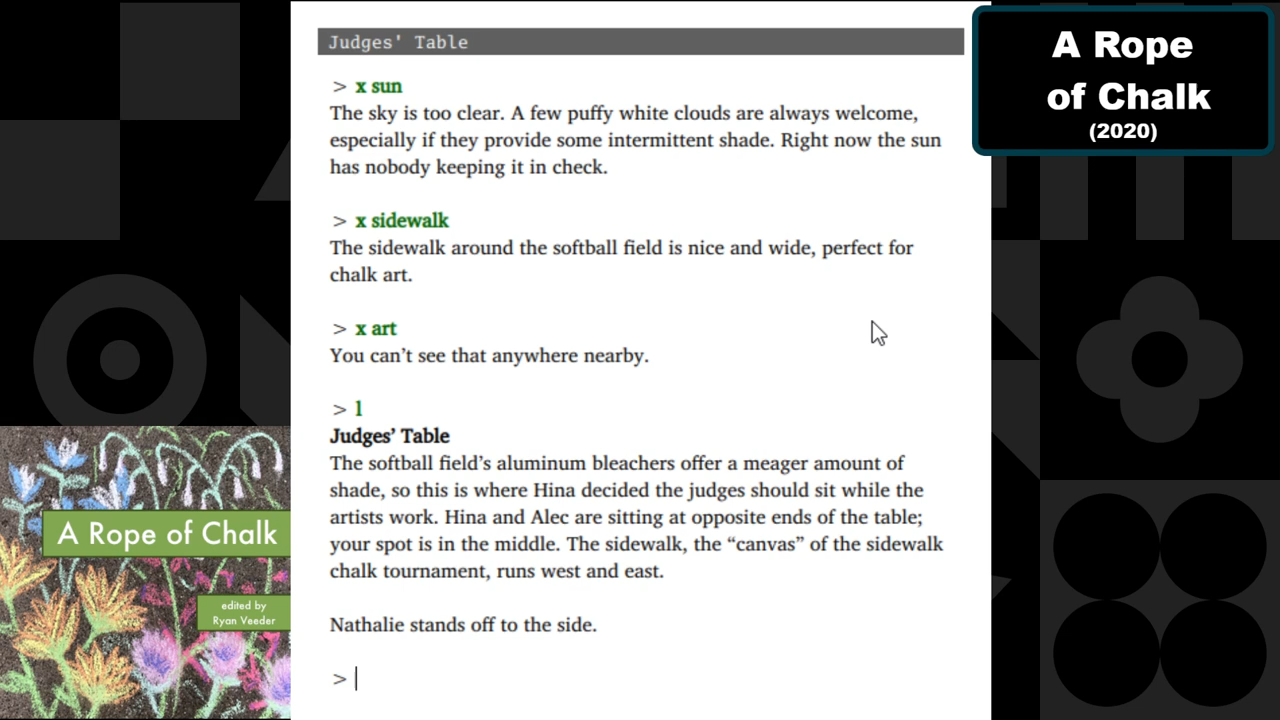 Judges' Table
> x sun
The sky is too clear. A few puffy white clouds are always welcome,
especially if they provide some intermittent shade. Right now the sun
has nobody keeping it in check.
> x sidewalk
The sidewalk around the softball field is nice and wide, perfect for
chalk art.
> x art
You can’t see that anywhere nearby.
> l
Judges’ Table
The softball field’s aluminum bleachers offer a meager amount of
shade, so this is where Hina decided the judges should sit while the
artists work. Hina and Alec are sitting at opposite ends of the table;
your spot is in the middle. The sidewalk, the “canvas” of the sidewalk
chalk tournament, runs west and east.
Nathalie stands off to the side.
>
A Rope
of Chalk
(2020)
A Rope of Chalk
edited by
Ryan Veeder